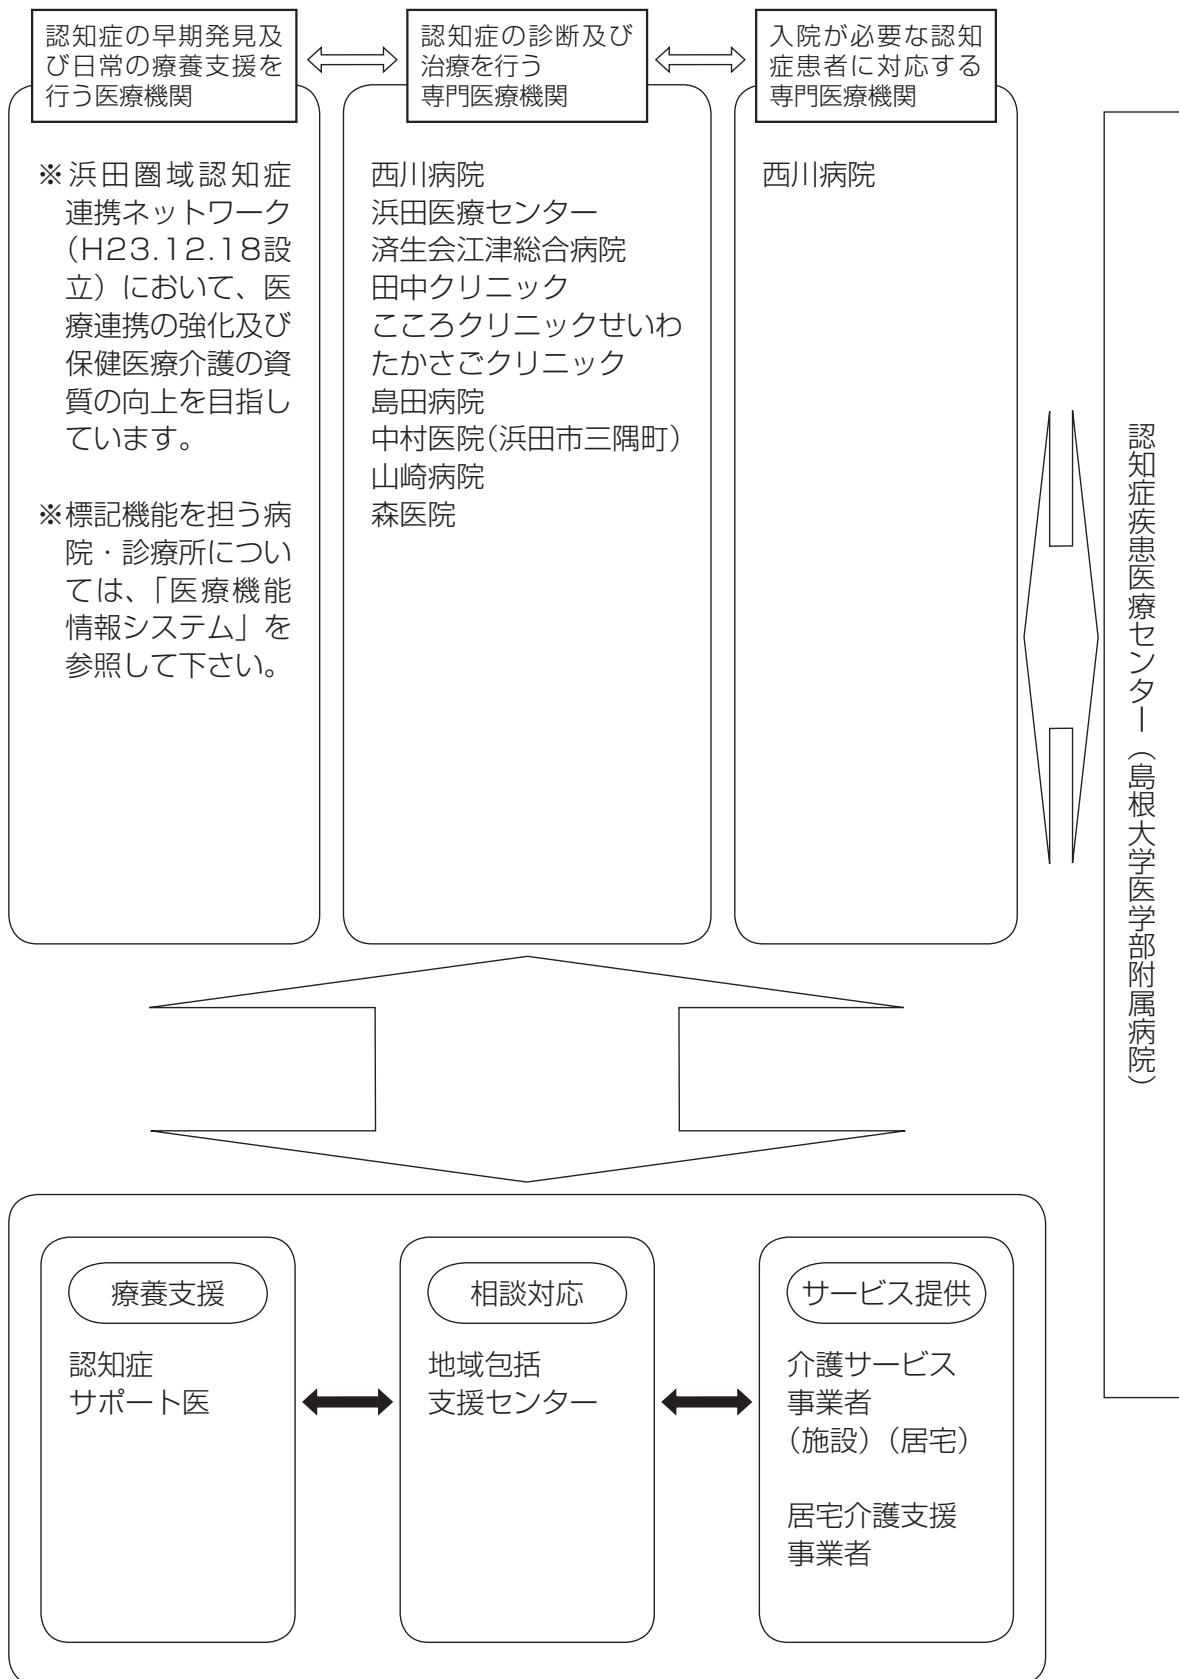 認知症の早期発見及
び日常の療養支援を
行う医療機関
認知症の診断及び
治療を行う
専門医療機関
入院が必要な認知
症患者に対応する
専門医療機関
※浜田圏域認知症
連携ネットワーク
（H23.12.18設
立）において、医
療連携の強化及び
保健医療介護の資
質の向上を目指し
ています。
※標記機能を担う病
院・診療所につい
ては、「医療機能
情報システム」を
参照して下さい。
西川病院
浜田医療センター
済生会江津総合病院
田中クリニック
こころクリニックせいわ
たかさごクリニック
島田病院
中村医院（浜田市三隅町）
山崎病院
森医院
西川病院
認知症疾患医療センター（島根大学医学部附属病院）
療養支援
認知症
サポート医
相談対応
地域包括
支援センター
サービス提供
介護サービス
事業者
（施設）（居宅）
居宅介護支援
事業者